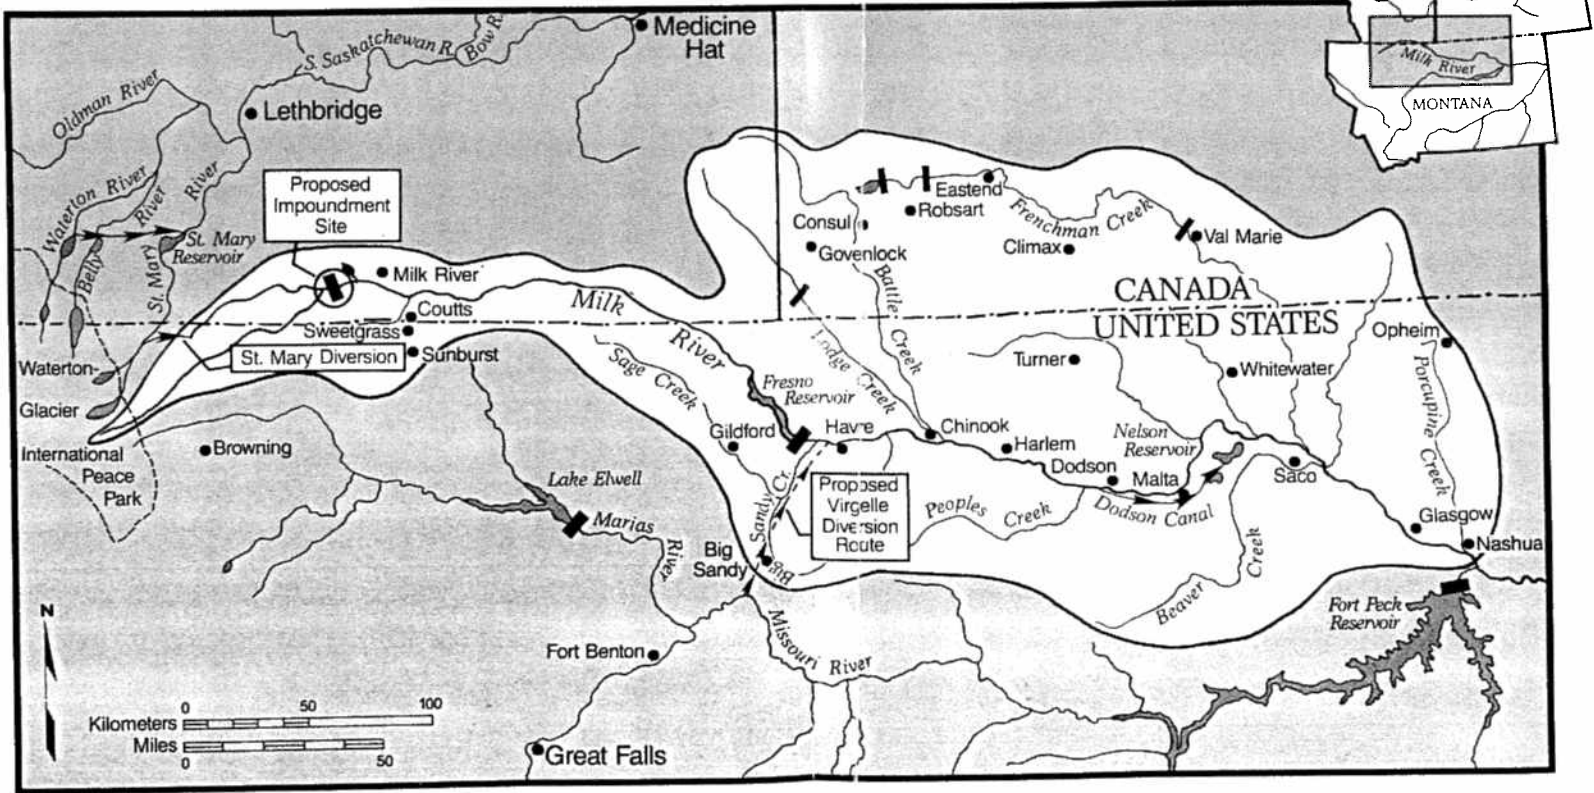 Milk River
MONTANA
Medicine
Hat
S. Saskatchewan R.
Bow R.
Oldman River
Lethbridge
Waterton River
Belly
River
St. Mary
River
St. Mary
Reservoir
Proposed
Impoundment
Site
Milk River
Coutts
Sweetgrass
St. Mary Diversion
Sunburst
Waterton-
Glacier
International
Peace
Park
Browning
Milk
River
Sage Creek
Fresno
Reservoir
Gildford
Havre
Lodge Creek
Battle
Creek
Consul
Govenlock
Robsart
Eastend
Frenchman Creek
Climax
Val Marie
CANADA
UNITED STATES
Turner
Whitewater
Opheim
Porcupine Creek
Chinook
Harlem
Dodson
Nelson
Reservoir
Malta
Saco
Dodson Canal
Peoples Creek
Beaver
Creek
Glasgow
Nashua
Fort Peck
Reservoir
Proposed
Virgelle
Diversion
Route
Big
Sandy Cr.
Big
Sandy
Lake Elwell
Marias
River
Missouri River
Fort Benton
Great Falls
N
0 50 100
Kilometers
Miles
0 50